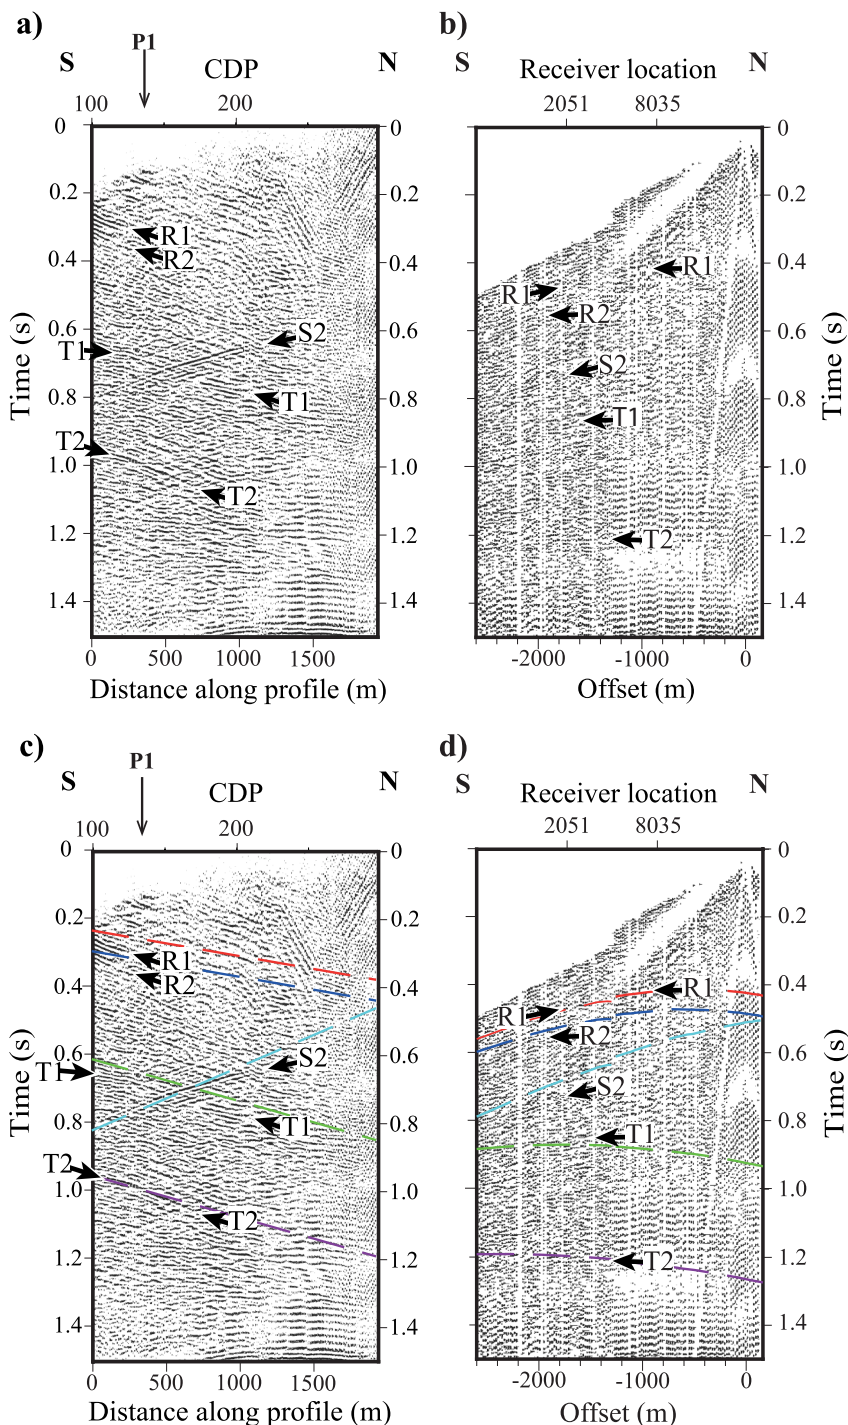 a)
b)
P1
S CDP N
S Receiver location N
100 200
2051 8035
0 0 0
0.2 0.2 0.2
0.4 0.4 0.4
0.6 0.6 0.6
0.8 0.8 0.8
1.0 1.0 1.0
1.2 1.2 1.2
1.4 1.4 1.4
Time (s)
Time (s)
R1
R2
S2
T1
T1
T2
T2
R1
R1
R2
S2
T1
T2
0 500 1000 1500
-2000 -1000 0
Distance along profile (m)
Offset (m)
c)
d)
P1
S CDP N
S Receiver location N
100 200
2051 8035
0 0 0
0.2 0.2 0.2
0.4 0.4 0.4
0.6 0.6 0.6
0.8 0.8 0.8
1.0 1.0 1.0
1.2 1.2 1.2
1.4 1.4 1.4
Time (s)
Time (s)
R1
R2
T1
S2
T1
T2
T2
R1
R1
R2
S2
T1
T2
0 500 1000 1500
-2000 -1000 0
Distance along profile (m)
Offset (m)